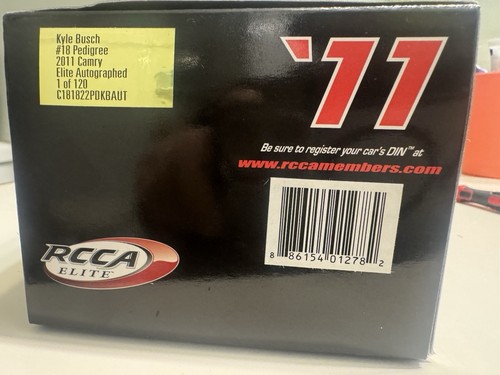 Kyle Busch
#18 Pedigree
2011 Camry
Elite Autographed
1 of 120
C181822PDKBAUT
'11
Be sure to register your car's DIN™ at
www.rccamembers.com
8 86154 01278 2
RCCA
ELITE™